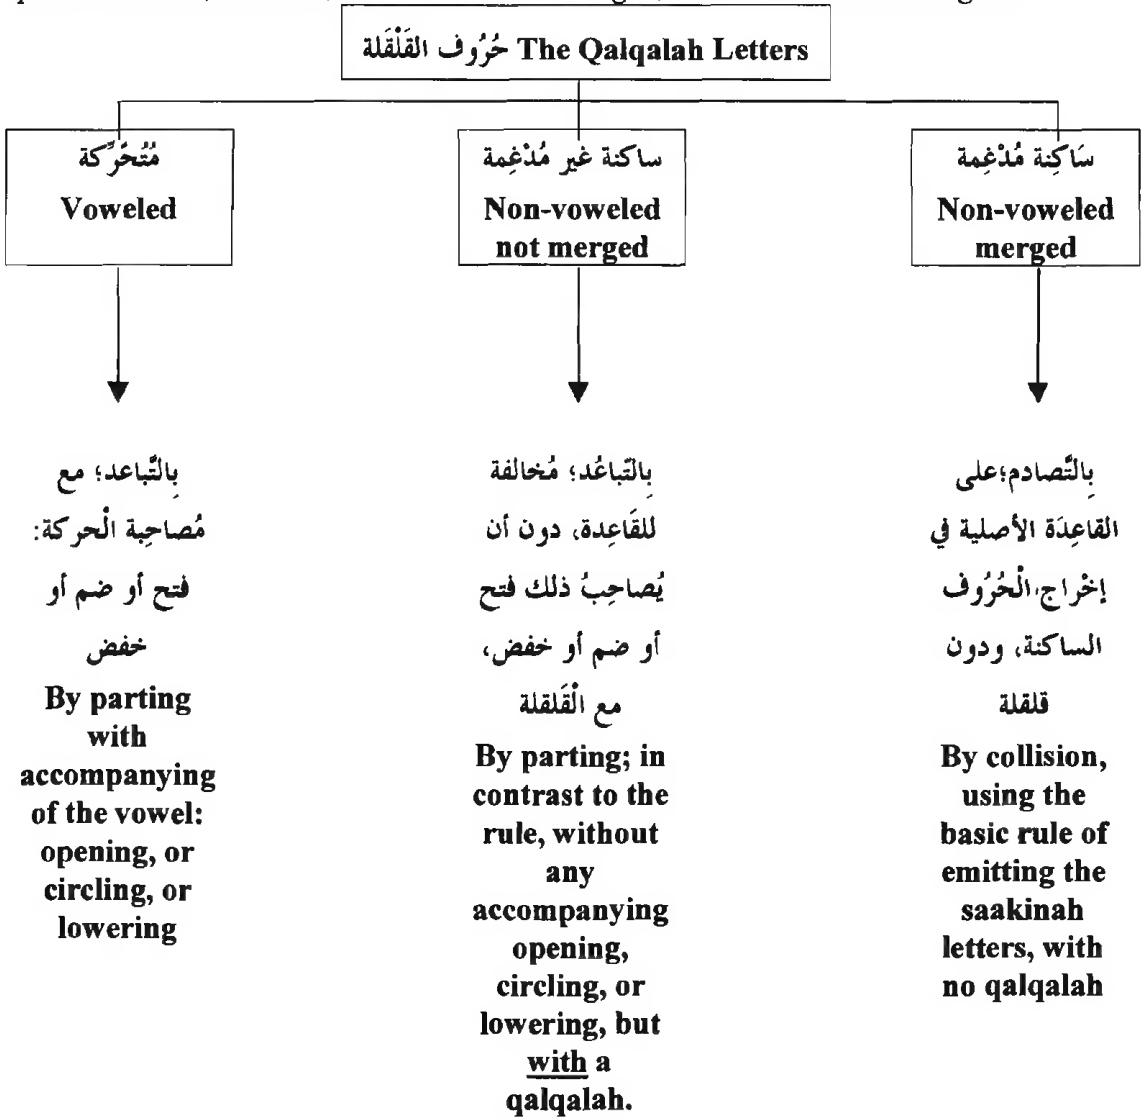 حُرُوف القَلْقَلة The Qalqalah Letters
مُتُحَرِّكة
Voweled
ساكنة غير مُدْغِمة
Non-voweled
not merged
سَاكِنة مُدْغِمة
Non-voweled
merged
بِالتَّباعد؛ مع
مُصاحِبة الْحركة:
فتح أو ضم أو
خفض
By parting
with
accompanying
of the vowel:
opening, or
circling, or
lowering
بِالتّباعُد؛ مُخالفة
للقَاعِدة، دون أن
يُصاحِبُ ذلك فتح
أو ضم أو خفض،
مع الْقَلقلة
By parting; in
contrast to the
rule, without
any
accompanying
opening,
circling, or
lowering, but
with a
qalqalah.
بِالتَّصادم؛على
القاعِدَة الأصلية في
إخْراج الْحُرُوف
الساكنة، ودون
قلقلة
By collision,
using the
basic rule of
emitting the
saakinah
letters, with
no qalqalah